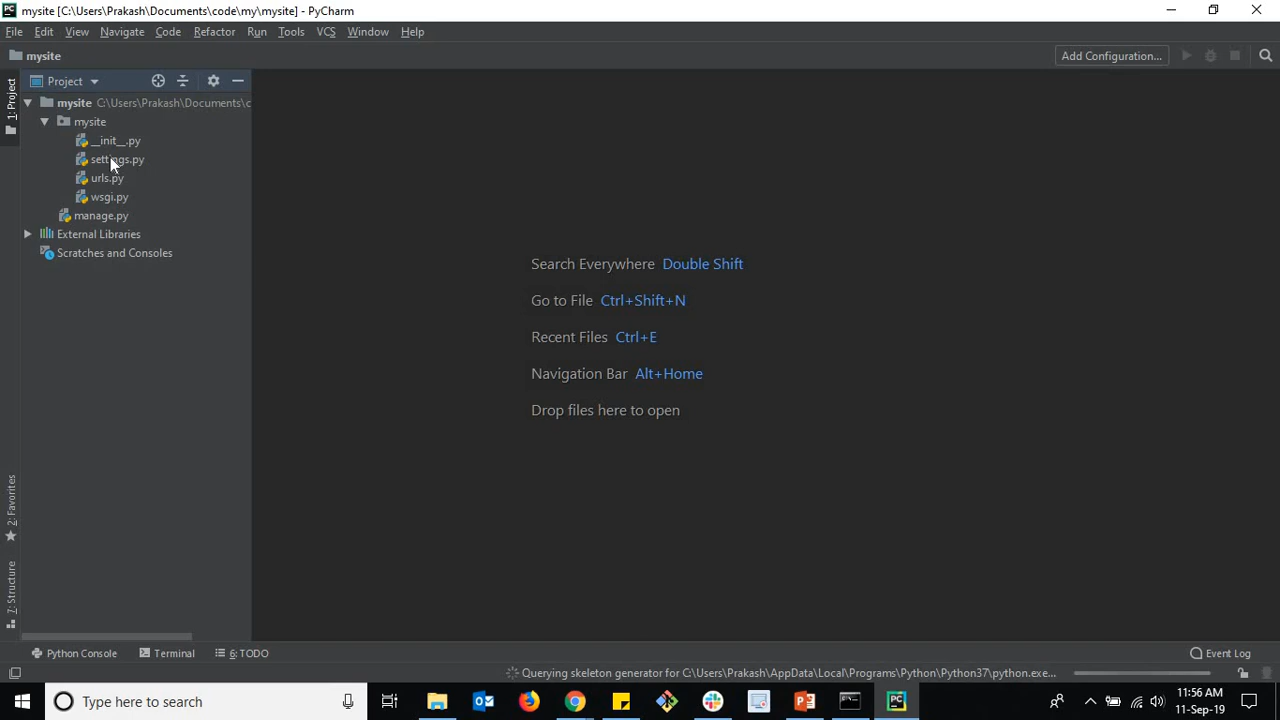 mysite [C:\Users\Prakash\Documents\code\my\mysite] - PyCharm
File Edit View Navigate Code Refactor Run Tools VCS Window Help
mysite
Add Configuration...
1: Project
Project
mysite C:\Users\Prakash\Documents\c
mysite
__init__.py
settings.py
urls.py
wsgi.py
manage.py
External Libraries
Scratches and Consoles
Search Everywhere Double Shift
Go to File Ctrl+Shift+N
Recent Files Ctrl+E
Navigation Bar Alt+Home
Drop files here to open
2: Favorites
7: Structure
Python Console Terminal 6: TODO Event Log
Querying skeleton generator for C:\Users\Prakash\AppData\Local\Programs\Python\Python37\python.exe...
Type here to search
11:56 AM
11-Sep-19